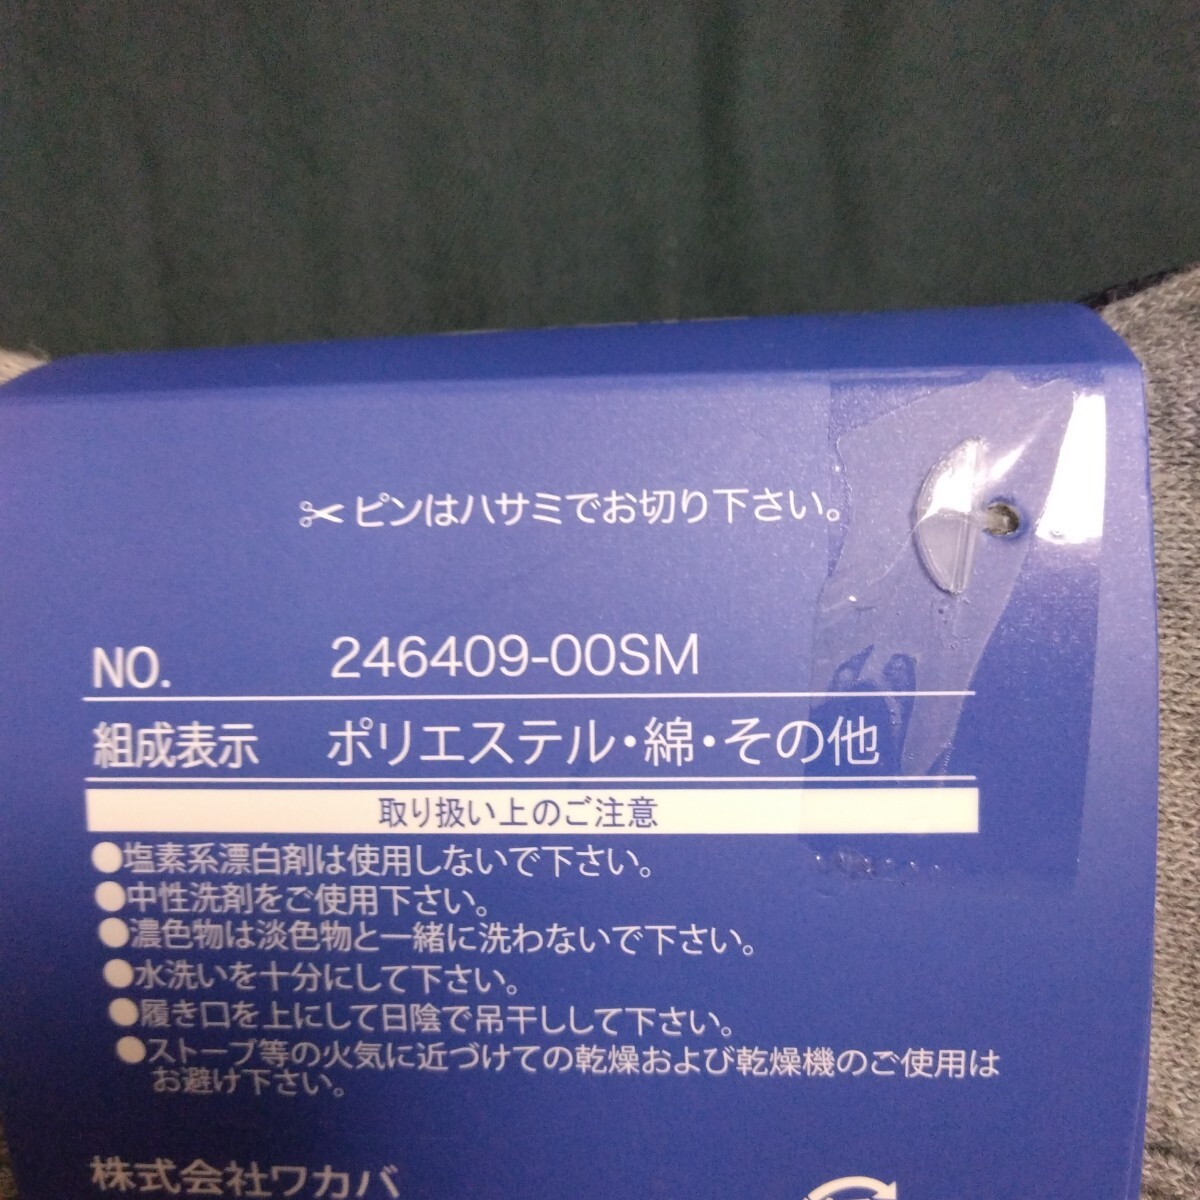 ✂ピンはハサミでお切り下さい。
NO. 246409-00SM
組成表示 ポリエステル・綿・その他
取り扱い上のご注意
●塩素系漂白剤は使用しないで下さい。
●中性洗剤をご使用下さい。
●濃色物は淡色物と一緒に洗わないで下さい。
●水洗いを十分にして下さい。
●履き口を上にして日陰で吊干しして下さい。
●ストーブ等の火気に近づけての乾燥および乾燥機のご使用は
お避け下さい。
株式会社ワカバ